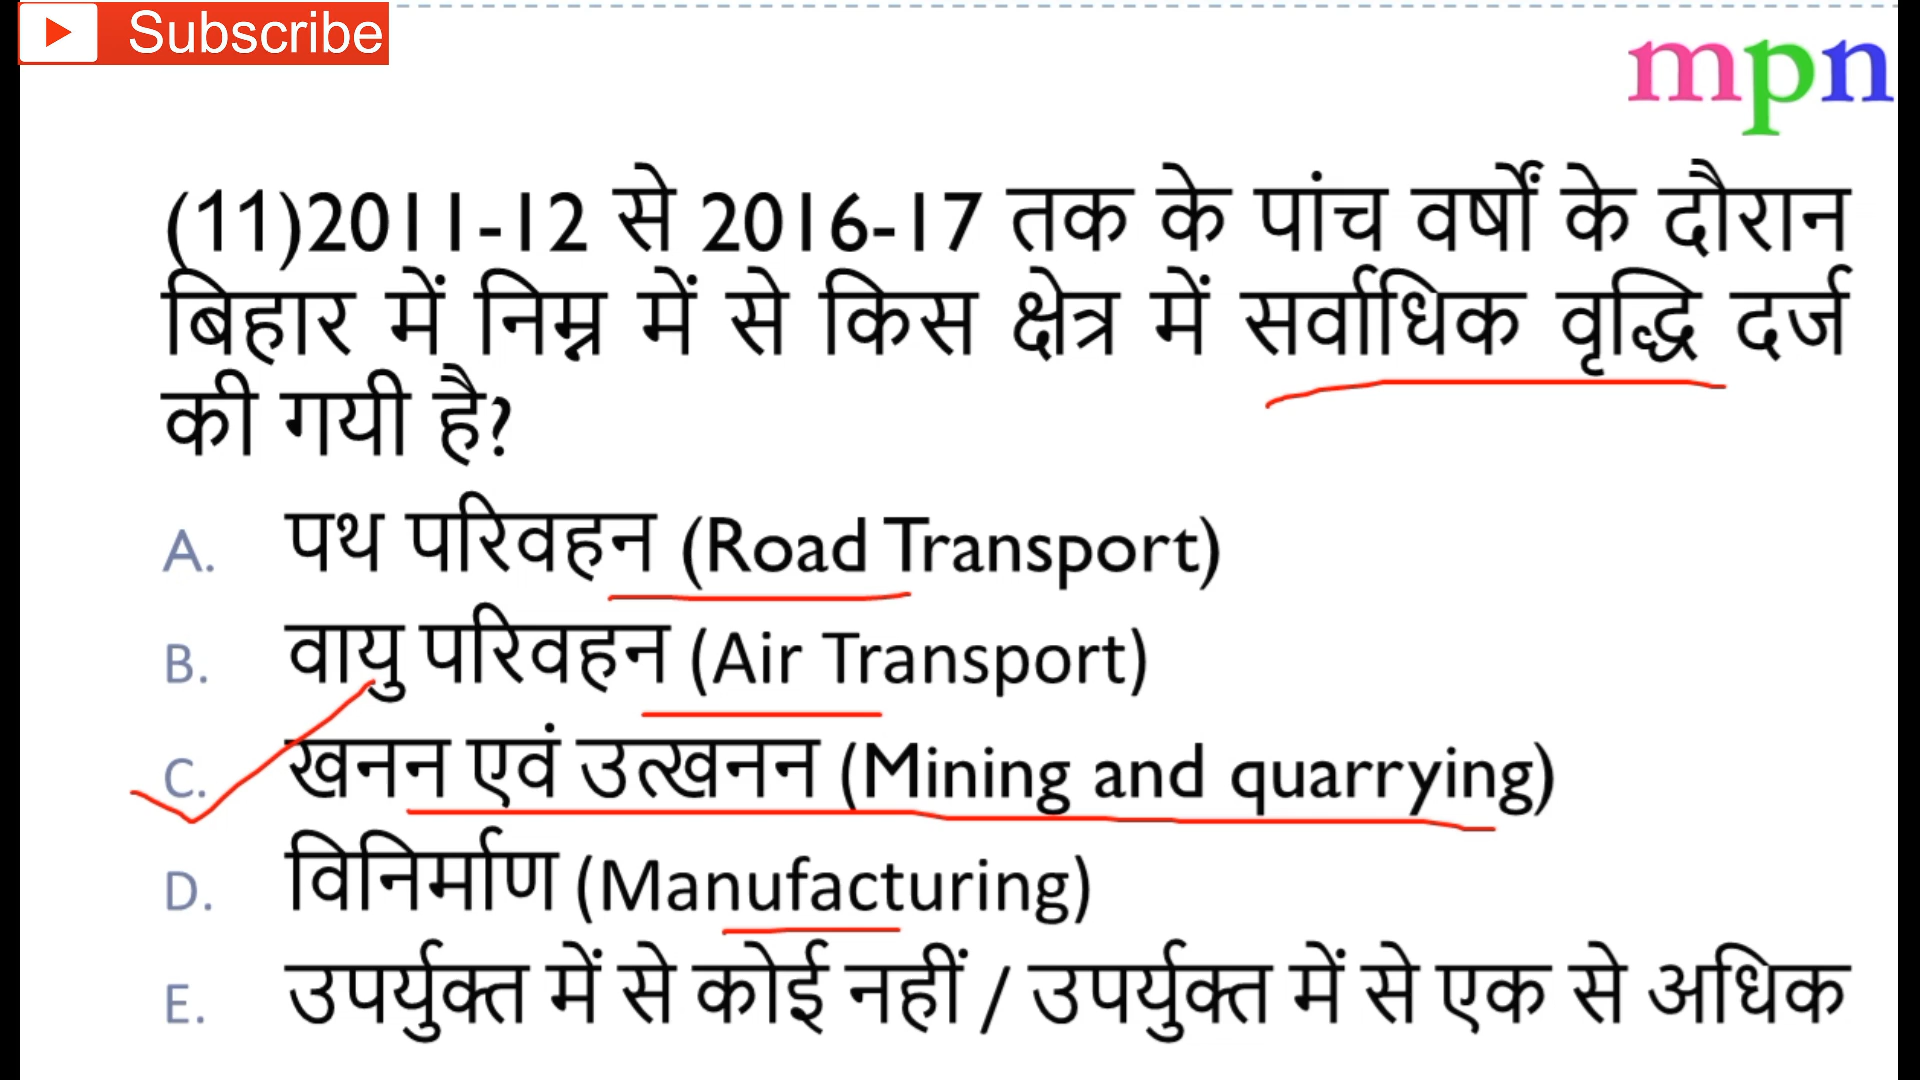 Subscribe
mpn
(11)2011-12 से 2016-17 तक के पांच वर्षों के दौरान
बिहार में निम्न में से किस क्षेत्र में सर्वाधिक वृद्धि दर्ज
की गयी है?
A. पथ परिवहन (Road Transport)
B. वायु परिवहन (Air Transport)
C. खनन एवं उत्खनन (Mining and quarrying)
D. विनिर्माण (Manufacturing)
E. उपर्युक्त में से कोई नहीं / उपर्युक्त में से एक से अधिक